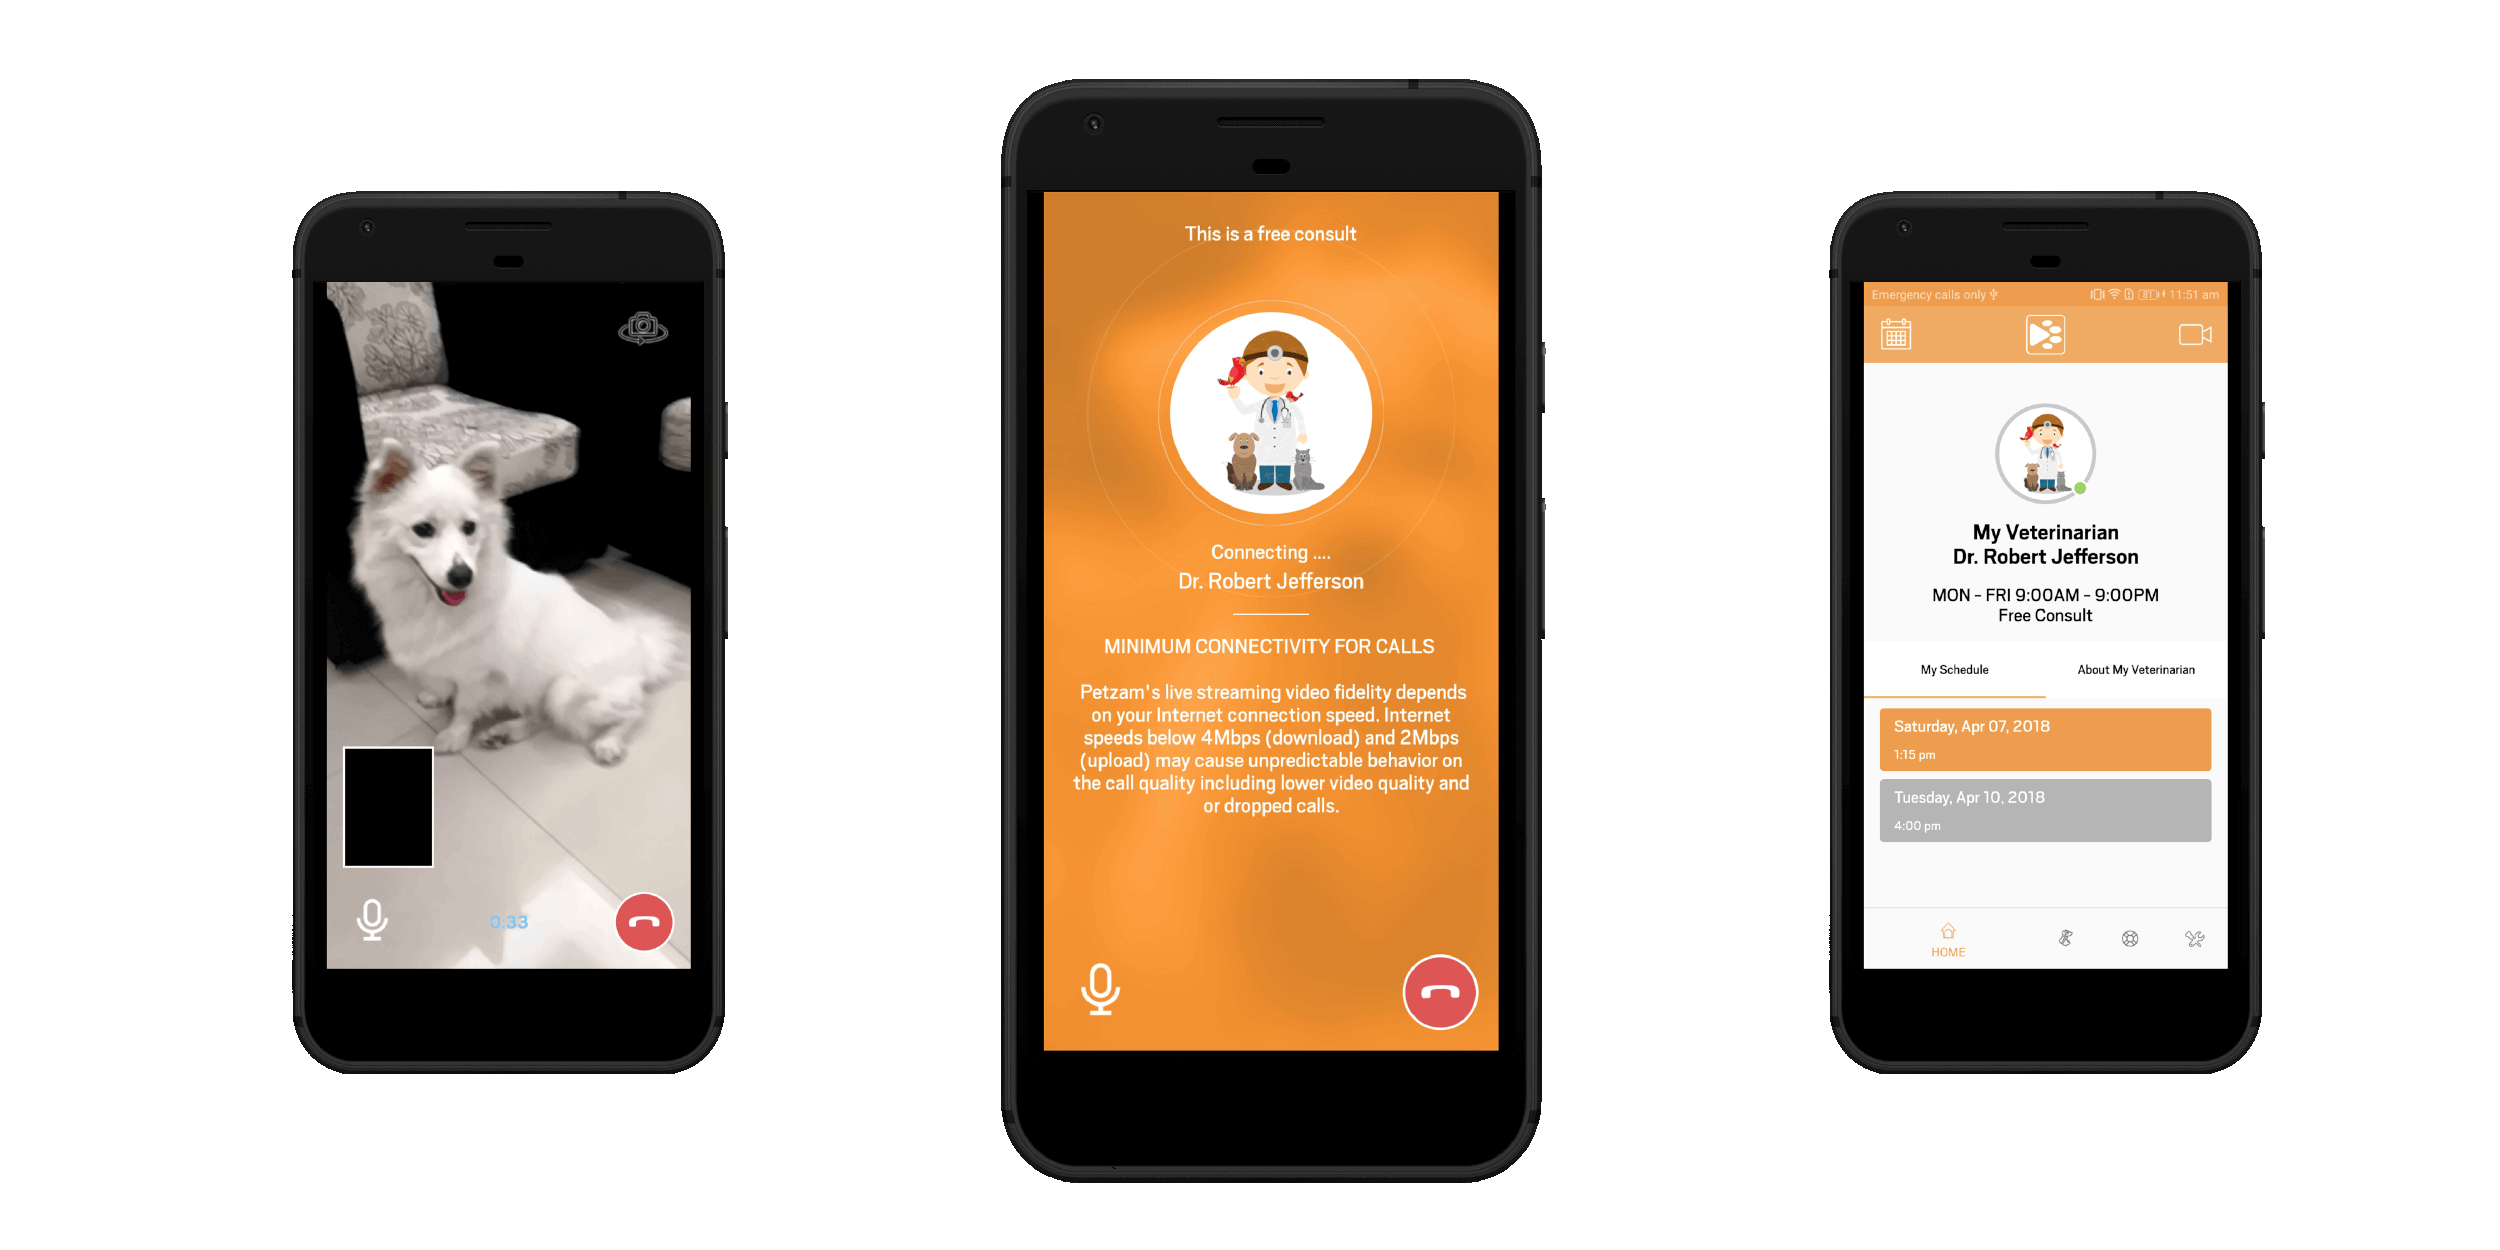 0:33
This is a free consult
Connecting ....
Dr. Robert Jefferson
MINIMUM CONNECTIVITY FOR CALLS
Petzam's live streaming video fidelity depends
on your Internet connection speed. Internet
speeds below 4Mbps (download) and 2Mbps
(upload) may cause unpredictable behavior on
the call quality including lower video quality and
or dropped calls.
Emergency calls only 81 11:51 am
My Veterinarian
Dr. Robert Jefferson
MON - FRI 9:00AM - 9:00PM
Free Consult
My Schedule About My Veterinarian
Saturday, Apr 07, 2018
1:15 pm
Tuesday, Apr 10, 2018
4:00 pm
HOME